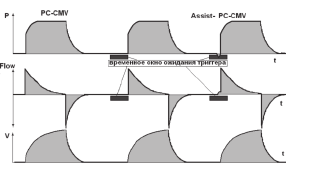 PC-CMV
Assist- PC-CMV
P
t
временное окно ожидания триггера
Flow
t
V
t